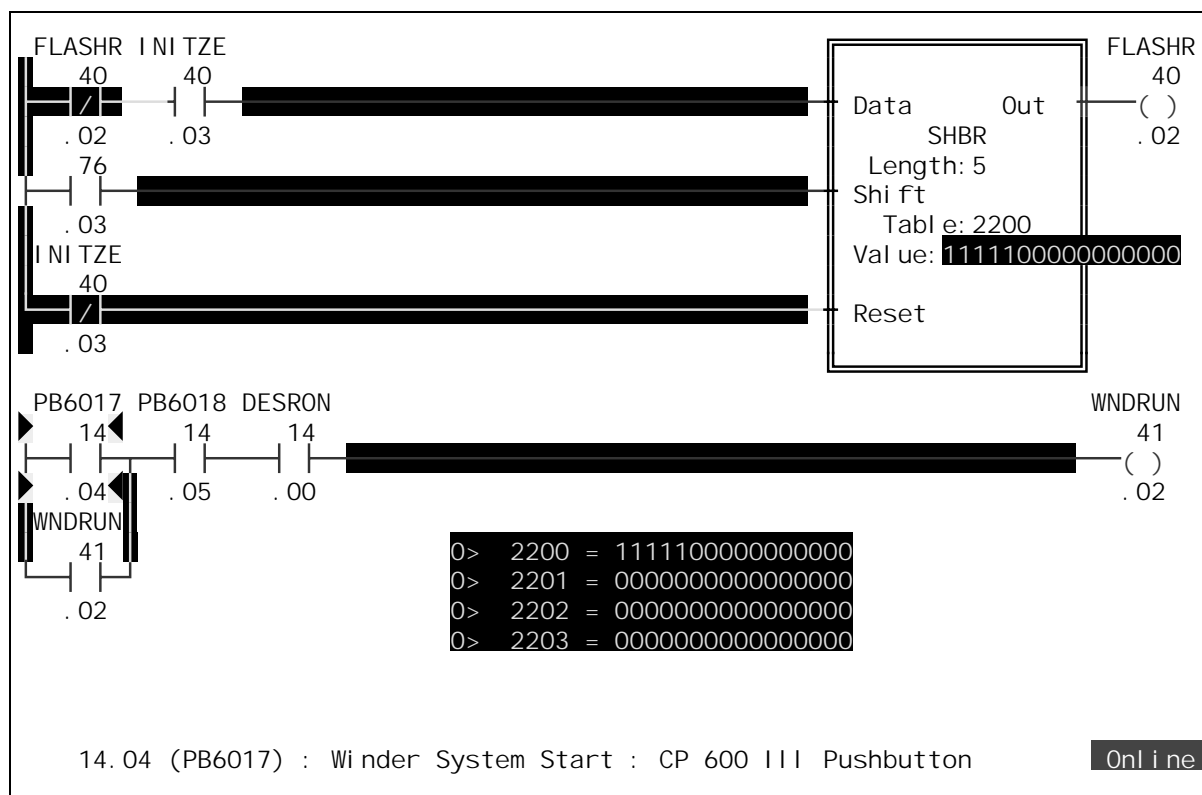 FLASHR INITZE FLASHR
40 40 40
/ Data Out ( )
.02 .03 SHBR .02
76 Length:5
Shift
.03 Table:2200
INITZE Value:1111100000000000
40
/ Reset
.03
PB6017 PB6018 DESRON WNDRUN
14 14 14 41
( )
.04 .05 .00 .02
WNDRUN
41 0> 2200 = 1111100000000000
0> 2201 = 0000000000000000
.02 0> 2202 = 0000000000000000
0> 2203 = 0000000000000000
14.04 (PB6017) : Winder System Start : CP 600 III Pushbutton Online